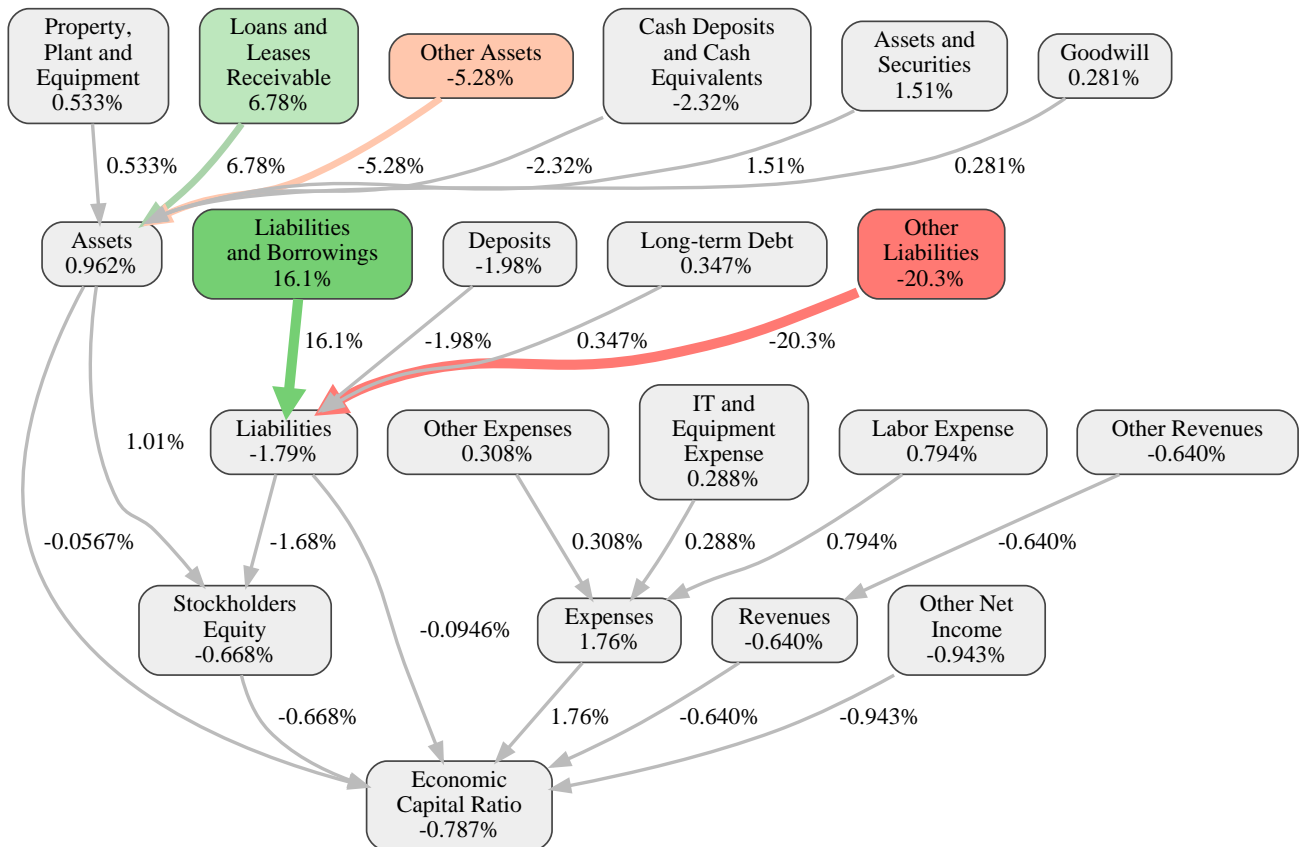 Property,
Plant and
Equipment
0.533%
Loans and
Leases
Receivable
6.78%
Other Assets
-5.28%
Cash Deposits
and Cash
Equivalents
-2.32%
Assets and
Securities
1.51%
Goodwill
0.281%
0.533%
6.78%
-5.28%
-2.32%
1.51%
0.281%
Assets
0.962%
Liabilities
and Borrowings
16.1%
Deposits
-1.98%
Long-term Debt
0.347%
Other
Liabilities
-20.3%
16.1%
-1.98%
0.347%
-20.3%
1.01%
Liabilities
-1.79%
Other Expenses
0.308%
IT and
Equipment
Expense
0.288%
Labor Expense
0.794%
Other Revenues
-0.640%
-0.0567%
-1.68%
0.308%
0.288%
0.794%
-0.640%
Stockholders
Equity
-0.668%
-0.0946%
Expenses
1.76%
Revenues
-0.640%
Other Net
Income
-0.943%
-0.668%
1.76%
-0.640%
-0.943%
Economic
Capital Ratio
-0.787%